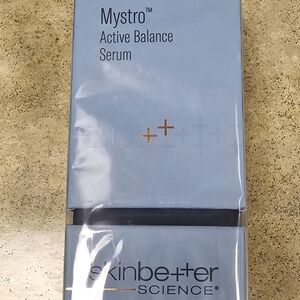 Mystro™
Active Balance
Serum
skinbetter
SCIENCE®